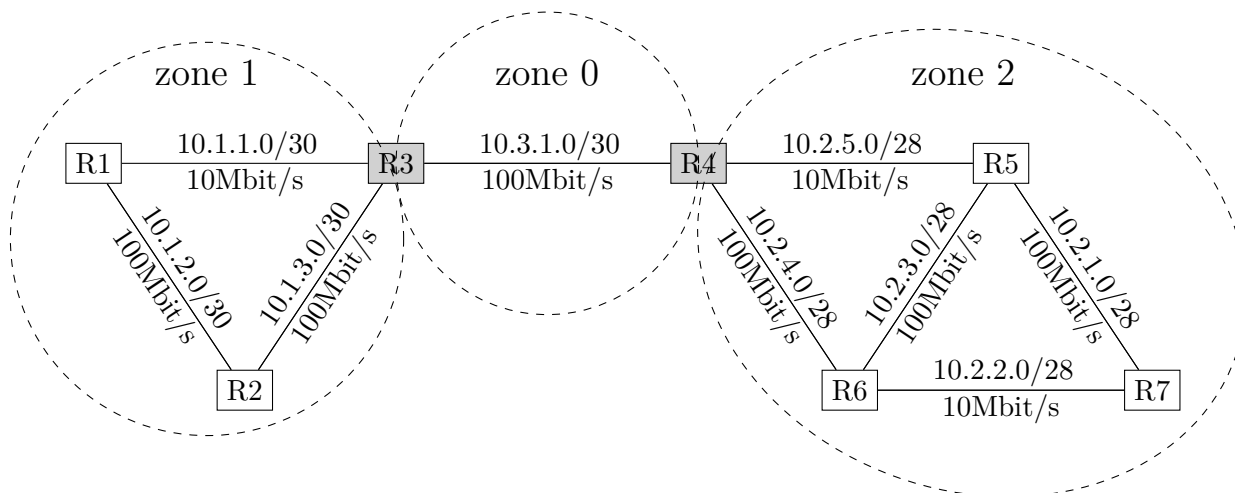 zone 1
zone 0
zone 2
R1
10.1.1.0/30
10Mbit/s
R3
10.3.1.0/30
100Mbit/s
R4
10.2.5.0/28
10Mbit/s
R5
10.1.2.0/30
100Mbit/s
10.1.3.0/30
100Mbit/s
10.2.4.0/28
100Mbit/s
10.2.3.0/28
100Mbit/s
10.2.1.0/28
100Mbit/s
R2
R6
10.2.2.0/28
10Mbit/s
R7